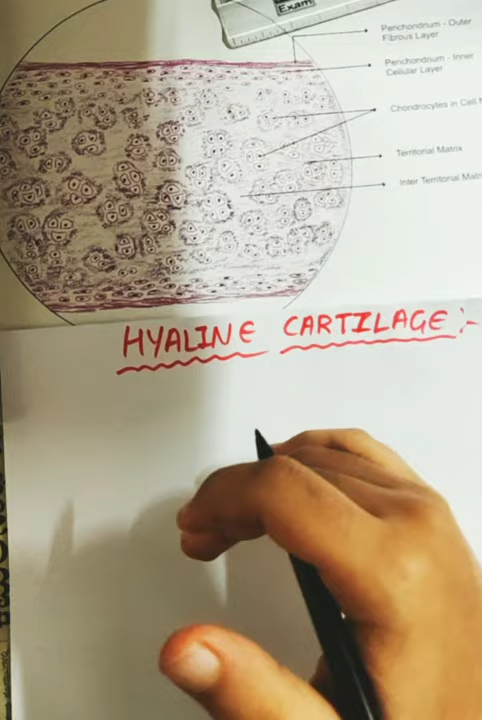 Exam
Perichondrium - Outer
Fibrous Layer
Perichondrium - Inner
Cellular Layer
Chondrocytes in Cell
Territorial Matrix
Inter Territorial Matri
HYALINE CARTILAGE :-